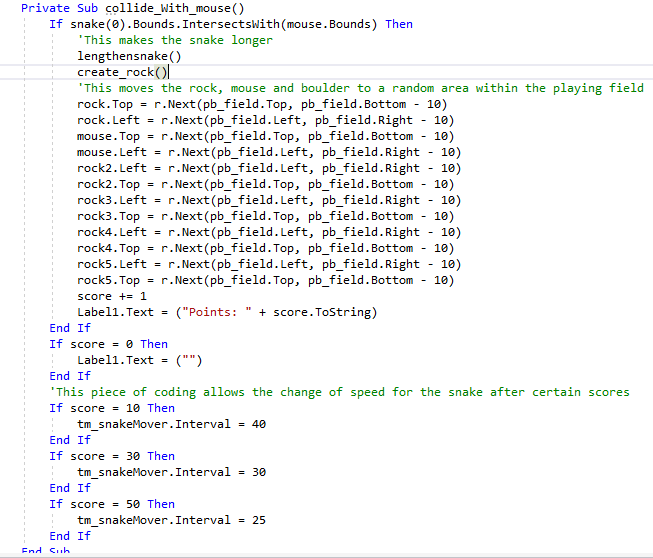 Private Sub collide_With_mouse()
If snake(0).Bounds.IntersectsWith(mouse.Bounds) Then
'This makes the snake longer
lengthensnake()
create_rock()
'This moves the rock, mouse and boulder to a random area within the playing field
rock.Top = r.Next(pb_field.Top, pb_field.Bottom - 10)
rock.Left = r.Next(pb_field.Left, pb_field.Right - 10)
mouse.Top = r.Next(pb_field.Top, pb_field.Bottom - 10)
mouse.Left = r.Next(pb_field.Left, pb_field.Right - 10)
rock2.Left = r.Next(pb_field.Left, pb_field.Right - 10)
rock2.Top = r.Next(pb_field.Top, pb_field.Bottom - 10)
rock3.Left = r.Next(pb_field.Left, pb_field.Right - 10)
rock3.Top = r.Next(pb_field.Top, pb_field.Bottom - 10)
rock4.Left = r.Next(pb_field.Left, pb_field.Right - 10)
rock4.Top = r.Next(pb_field.Top, pb_field.Bottom - 10)
rock5.Left = r.Next(pb_field.Left, pb_field.Right - 10)
rock5.Top = r.Next(pb_field.Top, pb_field.Bottom - 10)
score += 1
Label1.Text = ("Points: " + score.ToString)
End If
If score = 0 Then
Label1.Text = ("")
End If
'This piece of coding allows the change of speed for the snake after certain scores
If score = 10 Then
tm_snakeMover.Interval = 40
End If
If score = 30 Then
tm_snakeMover.Interval = 30
End If
If score = 50 Then
tm_snakeMover.Interval = 25
End If
End Sub